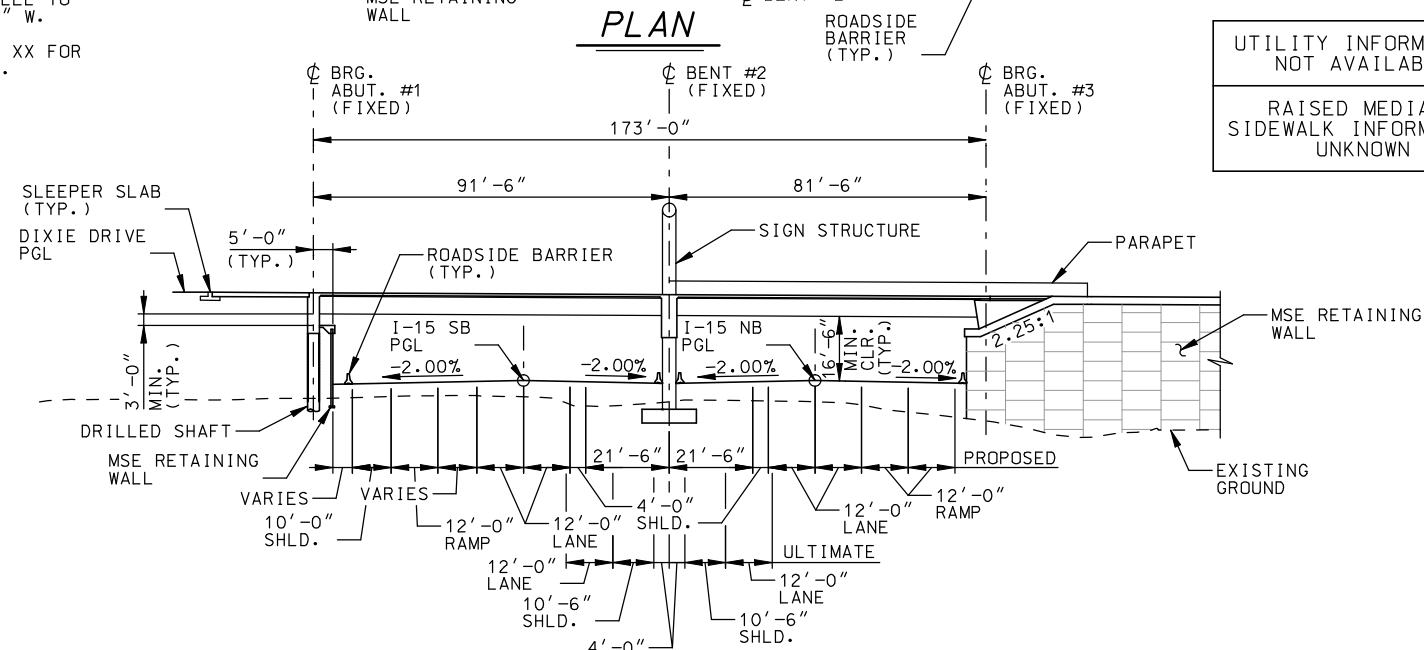 " W.
XX FOR
MSE RETAINING
WALL
PLAN
ROADSIDE
BARRIER
(TYP.)
UTILITY
NOT
RAISED
SIDEWALK
UNKNOWN
℄ BRG.
ABUT. #1
(FIXED)
℄ BENT #2
(FIXED)
℄ BRG.
ABUT. #3
(FIXED)
173'-0"
91'-6"
81'-6"
SLEEPER SLAB
(TYP.)
DIXIE DRIVE
PGL
5'-0"
(TYP.)
ROADSIDE BARRIER
(TYP.)
SIGN STRUCTURE
PARAPET
I-15 SB
PGL
I-15 NB
PGL
16'-6"
MIN.
CLR.
(TYP.)
2.25:1
MSE RETAINING
WALL
-2.00%
-2.00%
-2.00%
-2.00%
3'-0"
MIN.
(TYP.)
DRILLED SHAFT
MSE RETAINING
WALL
21'-6"
21'-6"
PROPOSED
EXISTING
GROUND
VARIES
10'-0"
SHLD.
VARIES
12'-0"
RAMP
12'-0"
LANE
4'-0"
SHLD.
12'-0"
LANE
12'-0"
RAMP
ULTIMATE
12'-0"
LANE
10'-6"
SHLD.
12'-0"
LANE
10'-6"
SHLD.
4'-0"